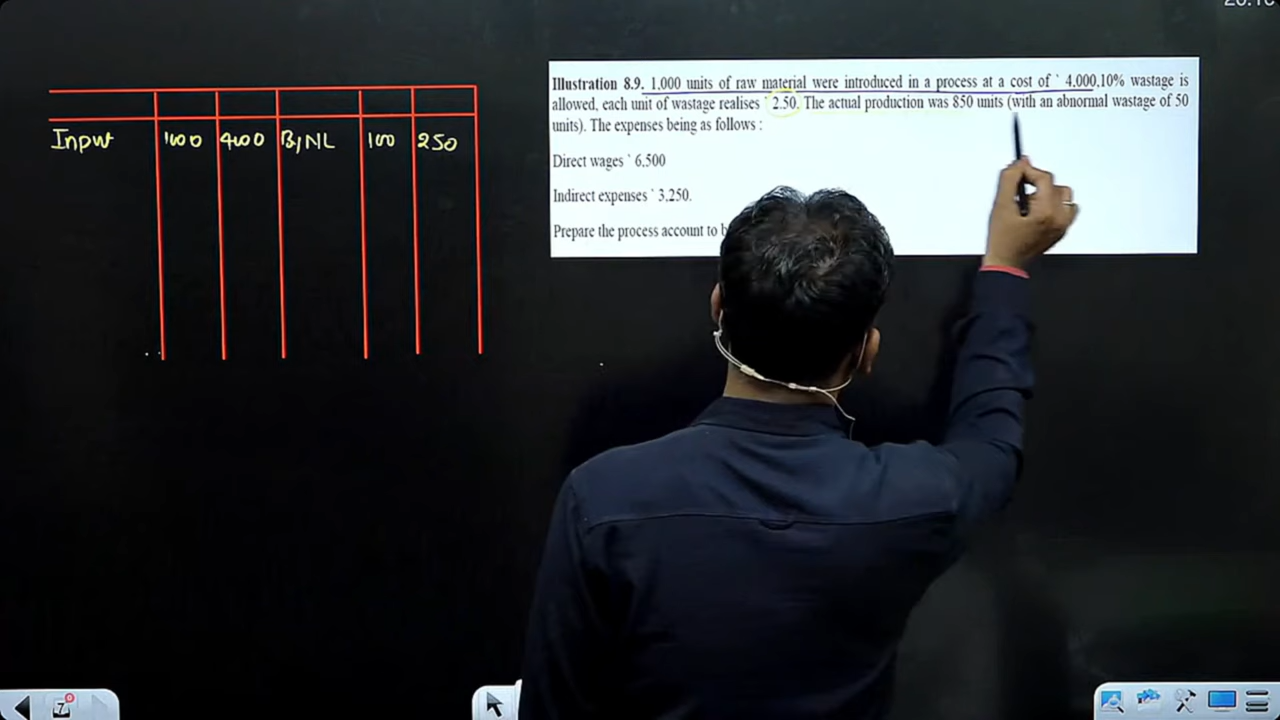 Illustration 8.9. 1,000 units of raw material were introduced in a process at a cost of ` 4,000,10% wastage is
allowed, each unit of wastage realises ` 2.50. The actual production was 850 units (with an abnormal wastage of 50
units). The expenses being as follows :
Direct wages ` 6,500
Indirect expenses ` 3,250.
Prepare the process account to b
Input 1000 4000 By NL 100 250
7